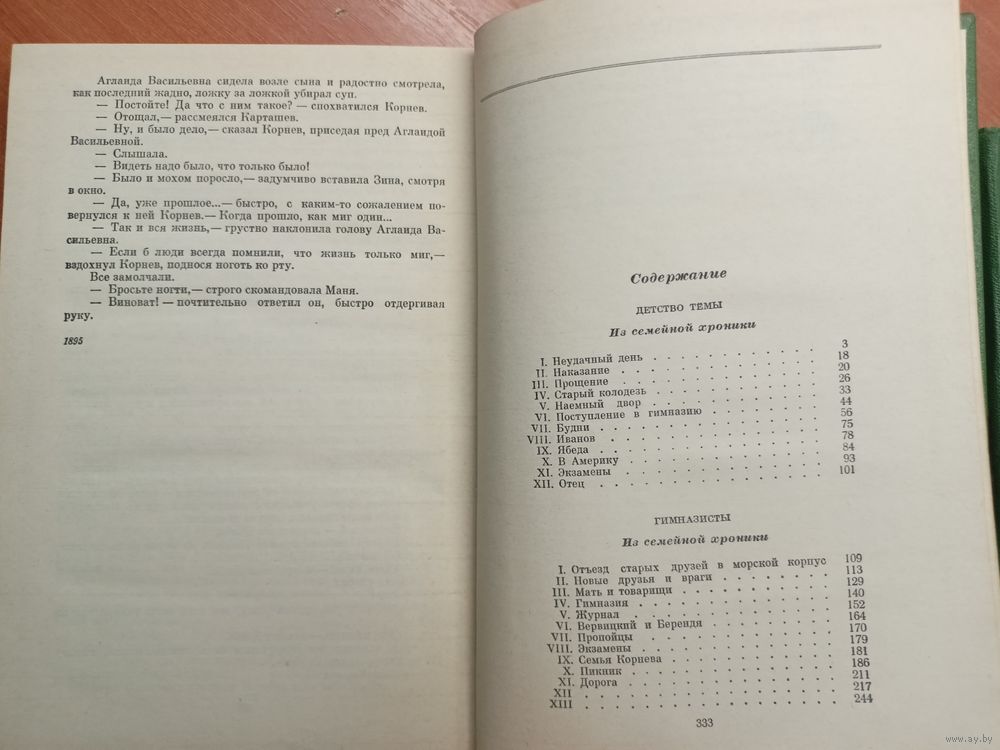 Аглаида Васильевна сидела возле сына и радостно смотрела,
как последний жадно, ложку за ложкой убирал суп.
— Постойте! Да что с ним такое? — спохватился Корнев.
— Отощал,— рассмеялся Карташев.
— Ну, и было дело,— сказал Корнев, приседая пред Аглаидой
Васильевной.
— Слышала.
— Видеть надо было, что только было!
— Было и мохом поросло,— задумчиво вставила Зина, смотря
в окно.
— Да, уже прошлое...— быстро, с каким-то сожалением по-
вернулся к ней Корнев.— Когда прошло, как миг один...
— Так и вся жизнь,— грустно наклонила голову Аглаида Ва-
сильевна.
— Если б люди всегда помнили, что жизнь только миг,—
вздохнул Корнев, поднося ноготь ко рту.
Все замолчали.
— Бросьте ногти,— строго скомандовала Маня.
— Виноват! — почтительно ответил он, быстро отдергивая
руку.
1895
Содержание
ДЕТСТВО ТЕМЫ
Из семейной хроники
I. Неудачный день . . . . . . . . . . . . 3
II. Наказание . . . . . . . . . . . . 18
III. Прощение . . . . . . . . . . . . 20
IV. Старый колодезь . . . . . . . . . . . . 26
V. Наемный двор . . . . . . . . . . . . 33
VI. Поступление в гимназию . . . . . . . . . 44
VII. Будни . . . . . . . . . . . . 56
VIII. Иванов . . . . . . . . . . . . 75
IX. Ябеда . . . . . . . . . . . . 78
X. В Америку . . . . . . . . . . . . 84
XI. Экзамены . . . . . . . . . . . . 93
XII. Отец . . . . . . . . . . . . 101
ГИМНАЗИСТЫ
Из семейной хроники
I. Отъезд старых друзей в морской корпус 109
II. Новые друзья и враги . . . . . . . . 113
III. Мать и товарищи . . . . . . . . . . 129
IV. Гимназия . . . . . . . . . . . . 140
V. Журнал . . . . . . . . . . . . 152
VI. Вервицкий и Берендя . . . . . . . . . 164
VII. Пропойцы . . . . . . . . . . . . 170
VIII. Экзамены . . . . . . . . . . . . 179
IX. Семья Корнева . . . . . . . . . . . 181
X. Пикник . . . . . . . . . . . . 186
XI. Дорога . . . . . . . . . . . . 211
XII . . . . . . . . . . . . 217
XIII . . . . . . . . . . . . 244
333
www.ay.by